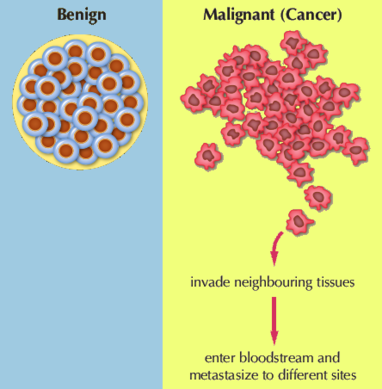 Benign
Malignant (Cancer)
invade neighbouring tissues
enter bloodstream and
metastasize to different sites